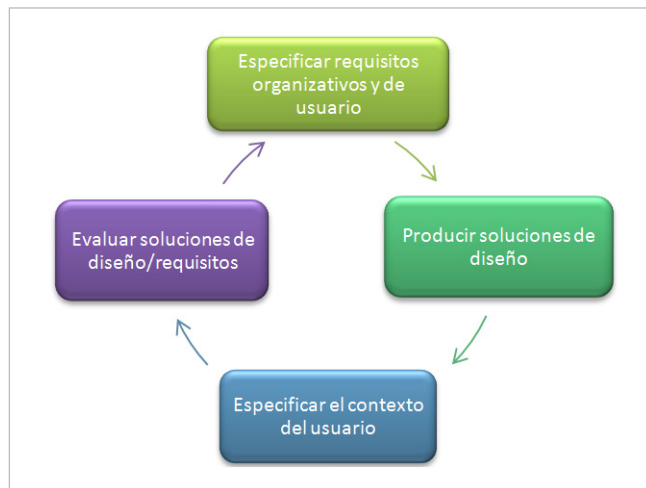 Especificar requisitos
organizativos y de
usuario
Producir soluciones de
diseño
Especificar el contexto
del usuario
Evaluar soluciones de
diseño/requisitos